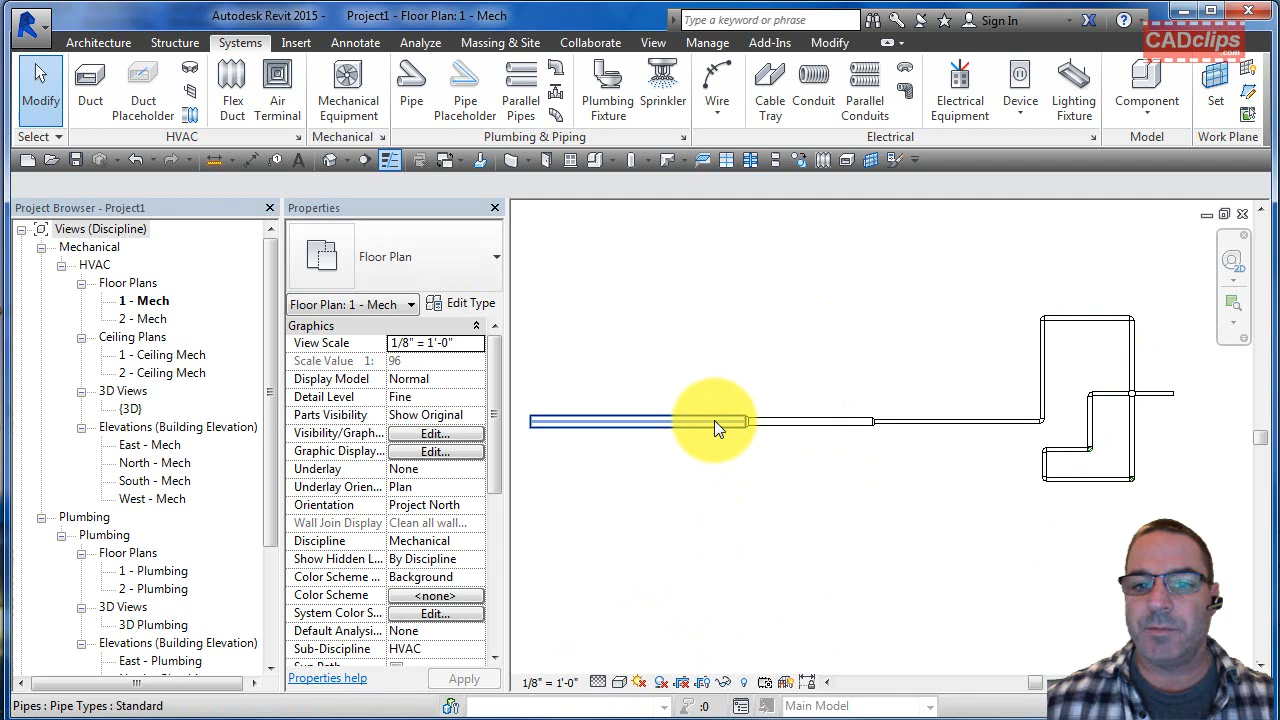 Autodesk Revit 2015 - Project1 - Floor Plan: 1 - Mech
Type a keyword or phrase
Sign In
CADclips
.com
Architecture Structure Systems Insert Annotate Analyze Massing & Site Collaborate View Manage Add-Ins Modify
Modify
Duct
Duct Placeholder
Flex Duct
Air Terminal
Mechanical Equipment
Pipe
Pipe Placeholder
Parallel Pipes
Plumbing Fixture
Sprinkler
Wire
Cable Tray
Conduit
Parallel Conduits
Electrical Equipment
Device
Lighting Fixture
Component
Set
Select HVAC Mechanical Plumbing & Piping Electrical Model Work Plane
Project Browser - Project1
Views (Discipline)
Mechanical
HVAC
Floor Plans
1 - Mech
2 - Mech
Ceiling Plans
1 - Ceiling Mech
2 - Ceiling Mech
3D Views
{3D}
Elevations (Building Elevation)
East - Mech
North - Mech
South - Mech
West - Mech
Plumbing
Plumbing
Floor Plans
1 - Plumbing
2 - Plumbing
3D Views
3D Plumbing
Elevations (Building Elevation)
East - Plumbing
Properties
Floor Plan
Floor Plan: 1 - Mech Edit Type
Graphics
View Scale 1/8" = 1'-0"
Scale Value 1: 96
Display Model Normal
Detail Level Fine
Parts Visibility Show Original
Visibility/Graph... Edit...
Graphic Display... Edit...
Underlay None
Underlay Orien... Plan
Orientation Project North
Wall Join Display Clean all wall...
Discipline Mechanical
Show Hidden L... By Discipline
Color Scheme ... Background
Color Scheme <none>
System Color S... Edit...
Default Analysi... None
Sub-Discipline HVAC
Properties help Apply
2D
1/8" = 1'-0"
Pipes : Pipe Types : Standard
:0
Main Model